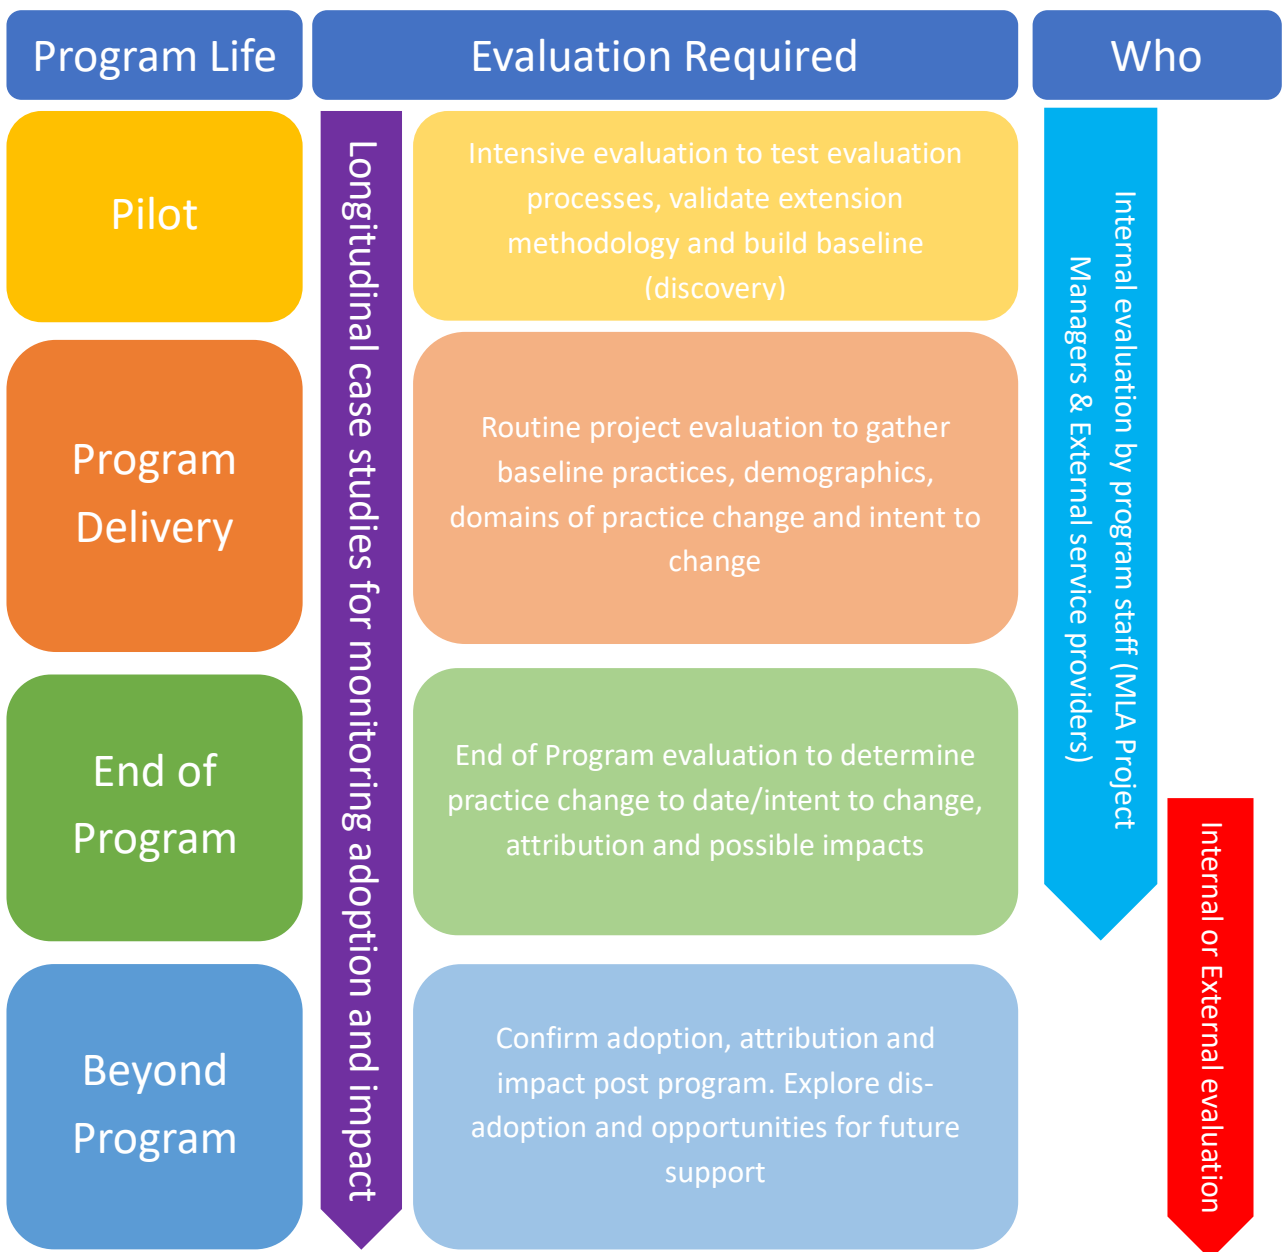 Program Life
Evaluation Required
Who
Longitudinal case studies for monitoring adoption and impact
Pilot
Intensive evaluation to test evaluation
processes, validate extension
methodology and build baseline
(discovery)
Internal evaluation by program staff (MLA Project
Managers & External service providers)
Program
Delivery
Routine project evaluation to gather
baseline practices, demographics,
domains of practice change and intent to
change
End of
Program
End of Program evaluation to determine
practice change to date/intent to change,
attribution and possible impacts
Internal or External evaluation
Beyond
Program
Confirm adoption, attribution and
impact post program. Explore dis-
adoption and opportunities for future
support